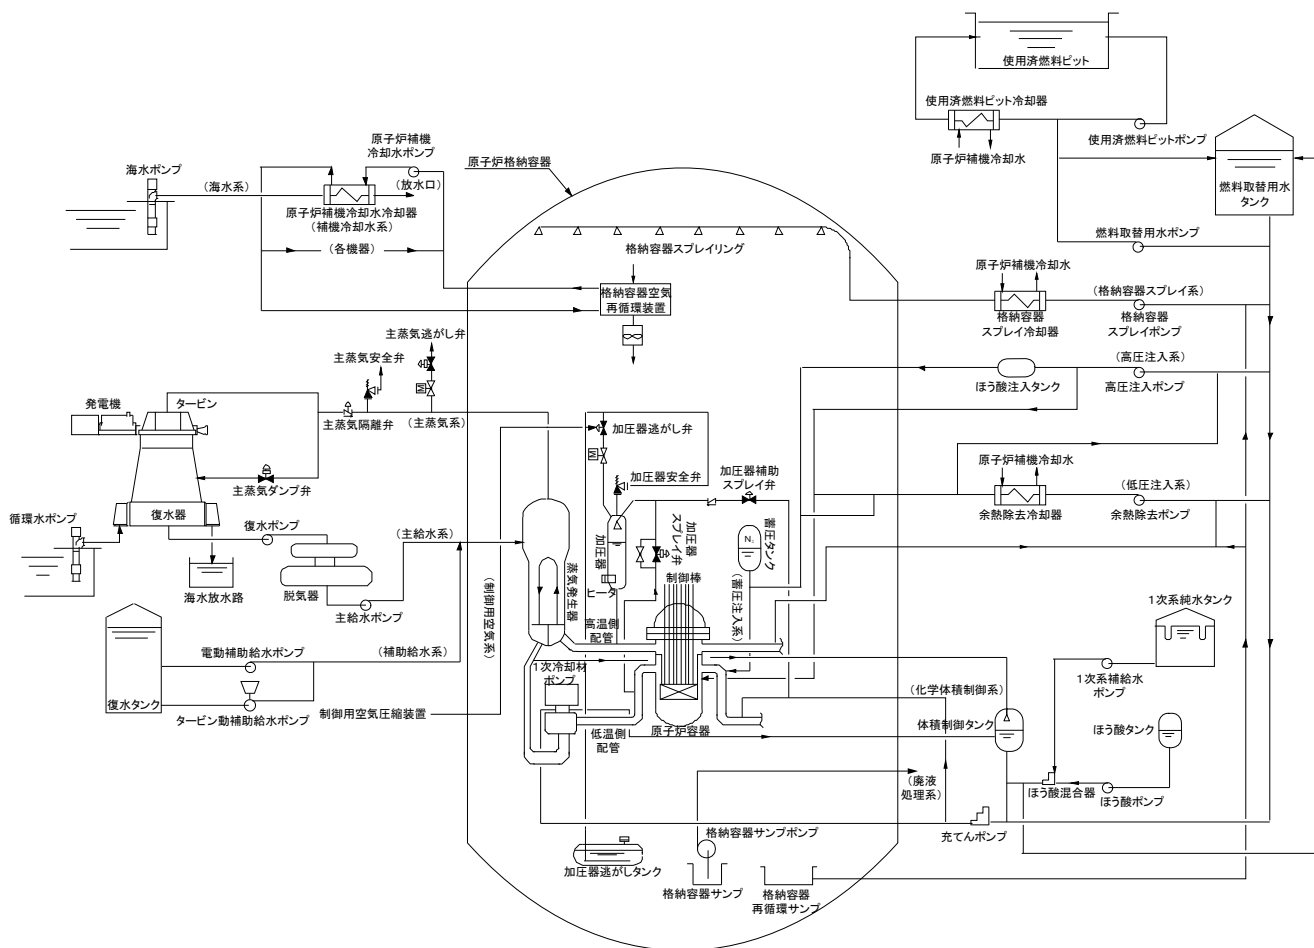 使用済燃料ピット
使用済燃料ピット冷却器
使用済燃料ピットポンプ
原子炉補機冷却水
燃料取替用水
タンク
燃料取替用水ポンプ
原子炉補機
冷却水ポンプ
海水ポンプ
(海水系)
(放水口)
原子炉補機冷却水冷却器
(補機冷却水系)
(各機器)
原子炉格納容器
格納容器スプレイリング
格納容器空気
再循環装置
原子炉補機冷却水
(格納容器スプレイ系)
格納容器
スプレイ冷却器
格納容器
スプレイポンプ
主蒸気逃がし弁
主蒸気安全弁
主蒸気隔離弁
(主蒸気系)
(高圧注入系)
ほう酸注入タンク
高圧注入ポンプ
発電機
タービン
主蒸気ダンプ弁
復水器
循環水ポンプ
復水ポンプ
海水放水路
脱気器
(主給水系)
主給水ポンプ
加圧器逃がし弁
加圧器安全弁
加圧器補助
スプレイ弁
原子炉補機冷却水
(低圧注入系)
余熱除去冷却器
余熱除去ポンプ
加圧器
ヒータ
加圧器
スプレイ弁
蓄圧タンク
N₂
制御棒
(蓄圧注入系)
蒸気発生器
(制御用空気系)
高温側
配管
1次冷却材
ポンプ
低温側
配管
原子炉容器
電動補助給水ポンプ
(補助給水系)
復水タンク
タービン動補助給水ポンプ
制御用空気圧縮装置
1次系純水タンク
1次系補給水
ポンプ
(化学体積制御系)
体積制御タンク
ほう酸タンク
ほう酸混合器
ほう酸ポンプ
(廃液
処理系)
充てんポンプ
格納容器サンプポンプ
加圧器逃がしタンク
格納容器サンプ
格納容器
再循環サンプ